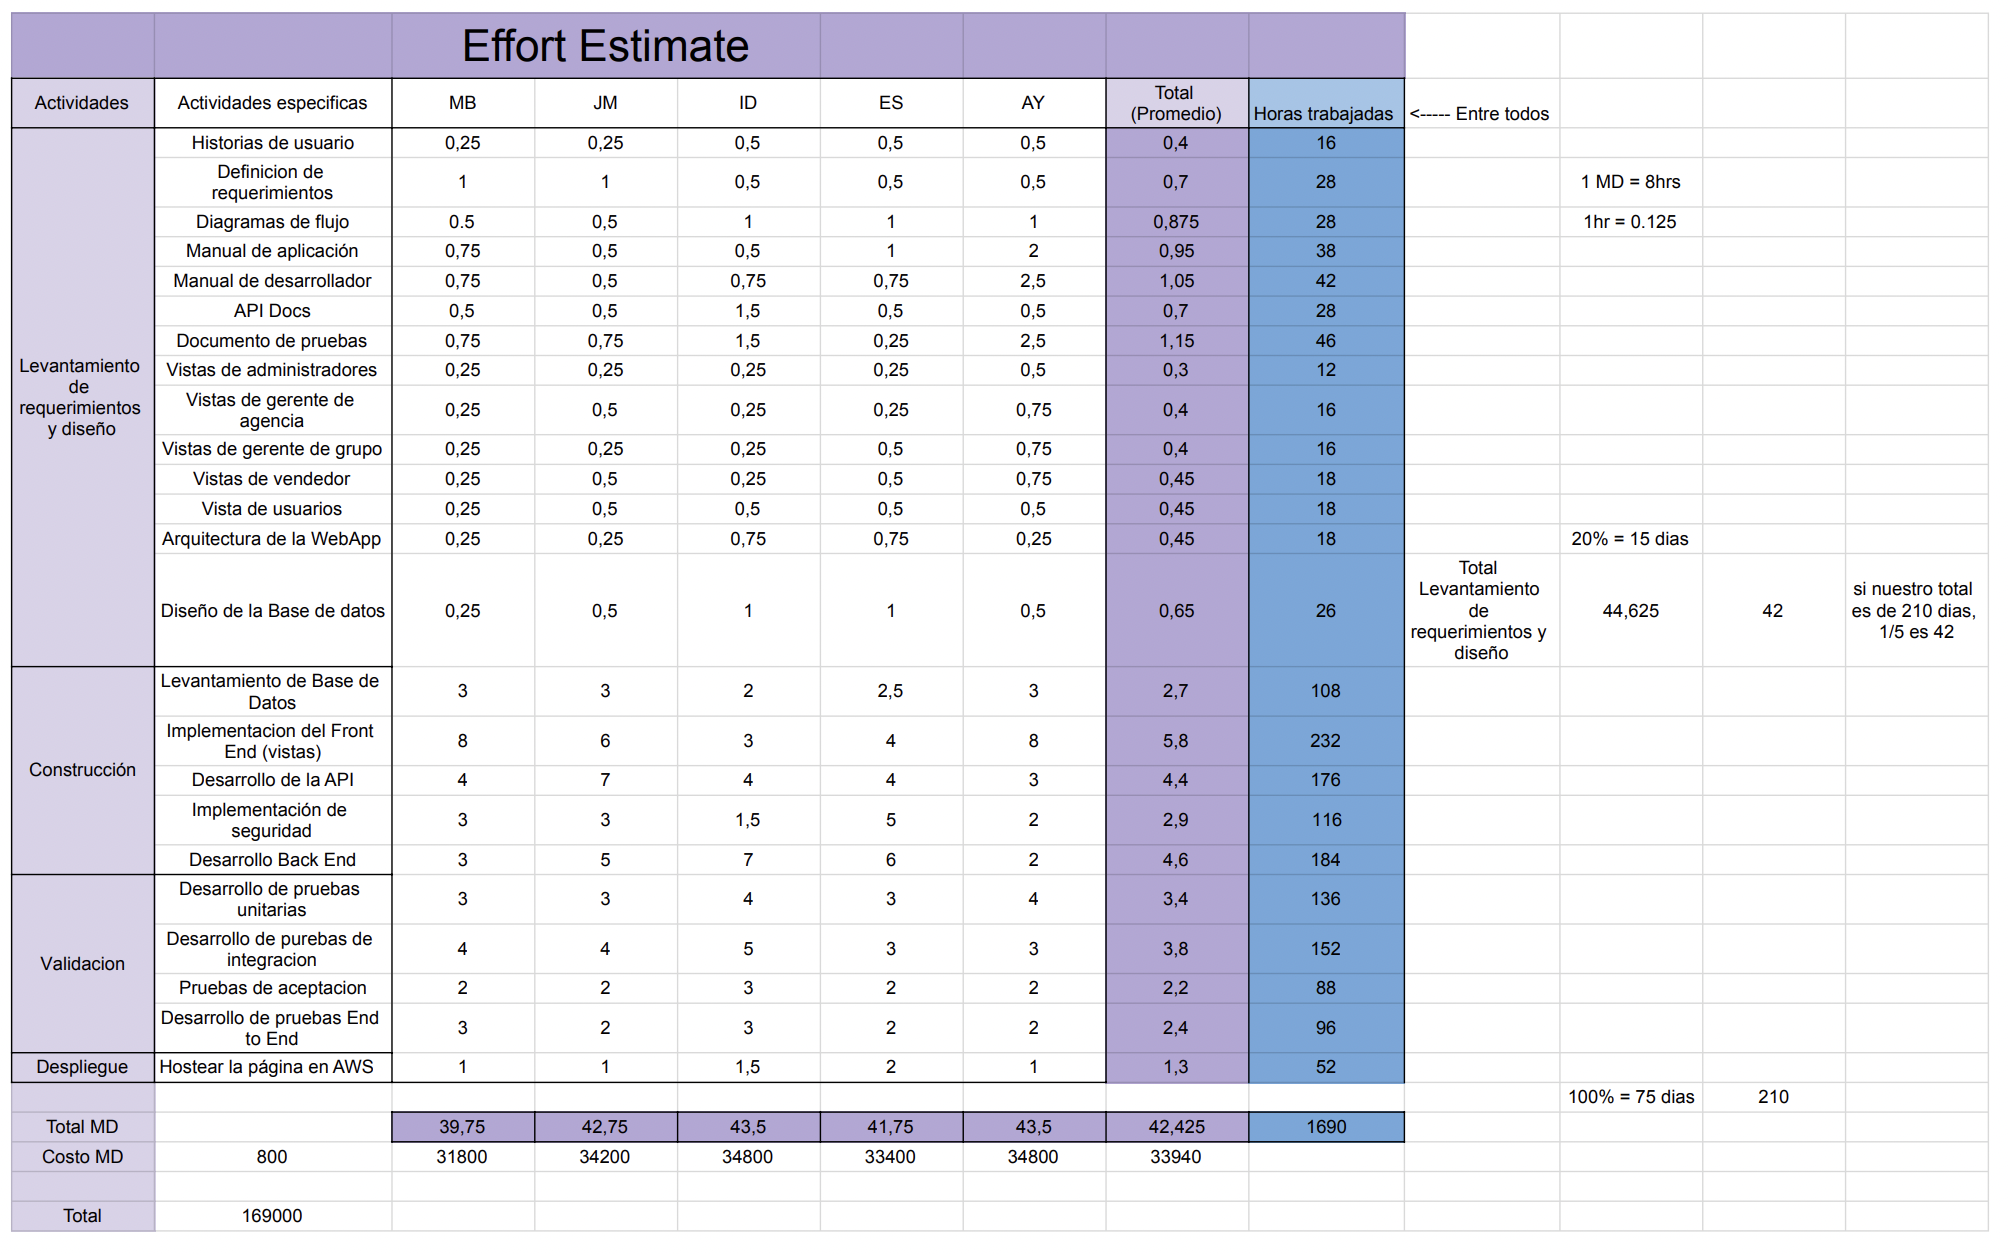 Effort Estimate
Actividades	Actividades especificas	MB	JM	ID	ES	AY	Total (Promedio)	Horas trabajadas	<----- Entre todos
Levantamiento de requerimientos y diseño	Historias de usuario	0,25	0,25	0,5	0,5	0,5	0,4	16
Definicion de requerimientos	1	1	0,5	0,5	0,5	0,7	28	1 MD = 8hrs
Diagramas de flujo	0.5	0,5	1	1	1	0,875	28	1hr = 0.125
Manual de aplicación	0,75	0,5	0,5	1	2	0,95	38
Manual de desarrollador	0,75	0,5	0,75	0,75	2,5	1,05	42
API Docs	0,5	0,5	1,5	0,5	0,5	0,7	28
Documento de pruebas	0,75	0,75	1,5	0,25	2,5	1,15	46
Vistas de administradores	0,25	0,25	0,25	0,25	0,5	0,3	12
Vistas de gerente de agencia	0,25	0,5	0,25	0,25	0,75	0,4	16
Vistas de gerente de grupo	0,25	0,25	0,25	0,5	0,75	0,4	16
Vistas de vendedor	0,25	0,5	0,25	0,5	0,75	0,45	18
Vista de usuarios	0,25	0,5	0,5	0,5	0,5	0,45	18
Arquitectura de la WebApp	0,25	0,25	0,75	0,75	0,25	0,45	18	20% = 15 dias
Diseño de la Base de datos	0,25	0,5	1	1	0,5	0,65	26	Total Levantamiento de requerimientos y diseño	44,625	42	si nuestro total es de 210 dias, 1/5 es 42
Construcción	Levantamiento de Base de Datos	3	3	2	2,5	3	2,7	108
Implementacion del Front End (vistas)	8	6	3	4	8	5,8	232
Desarrollo de la API	4	7	4	4	3	4,4	176
Implementación de seguridad	3	3	1,5	5	2	2,9	116
Desarrollo Back End	3	5	7	6	2	4,6	184
Validacion	Desarrollo de pruebas unitarias	3	3	4	3	4	3,4	136
Desarrollo de purebas de integracion	4	4	5	3	3	3,8	152
Pruebas de aceptacion	2	2	3	2	2	2,2	88
Desarrollo de pruebas End to End	3	2	3	2	2	2,4	96
Despliegue	Hostear la página en AWS	1	1	1,5	2	1	1,3	52
100% = 75 dias	210
Total MD	39,75	42,75	43,5	41,75	43,5	42,425	1690
Costo MD	800	31800	34200	34800	33400	34800	33940
Total	169000